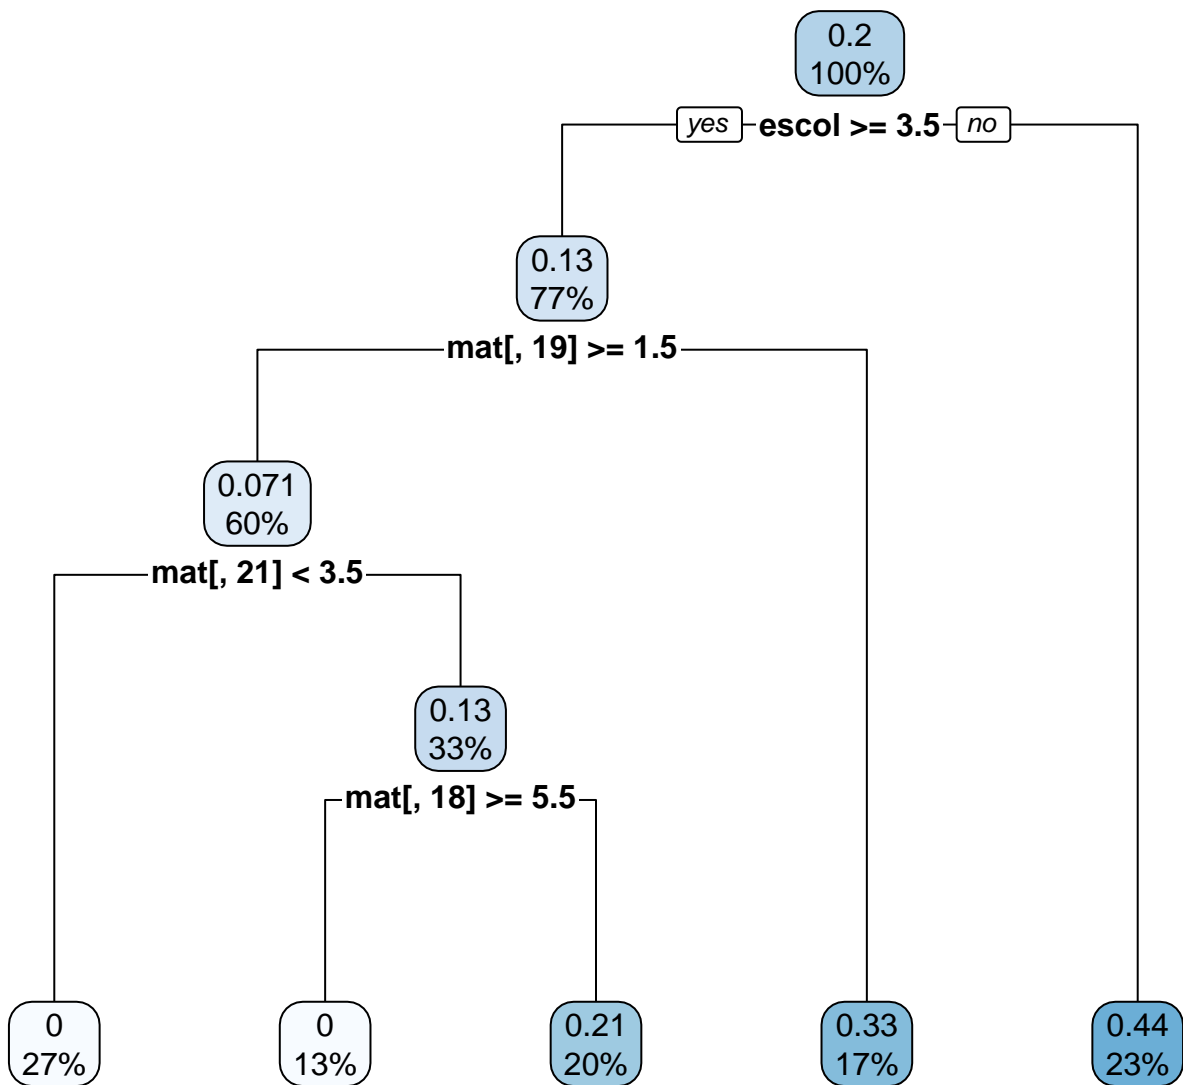 0.2
100%
yes escol >= 3.5 no
0.13
77%
mat[, 19] >= 1.5
0.071
60%
mat[, 21] < 3.5
0.13
33%
mat[, 18] >= 5.5
0 0 0.21 0.33 0.44
27% 13% 20% 17% 23%